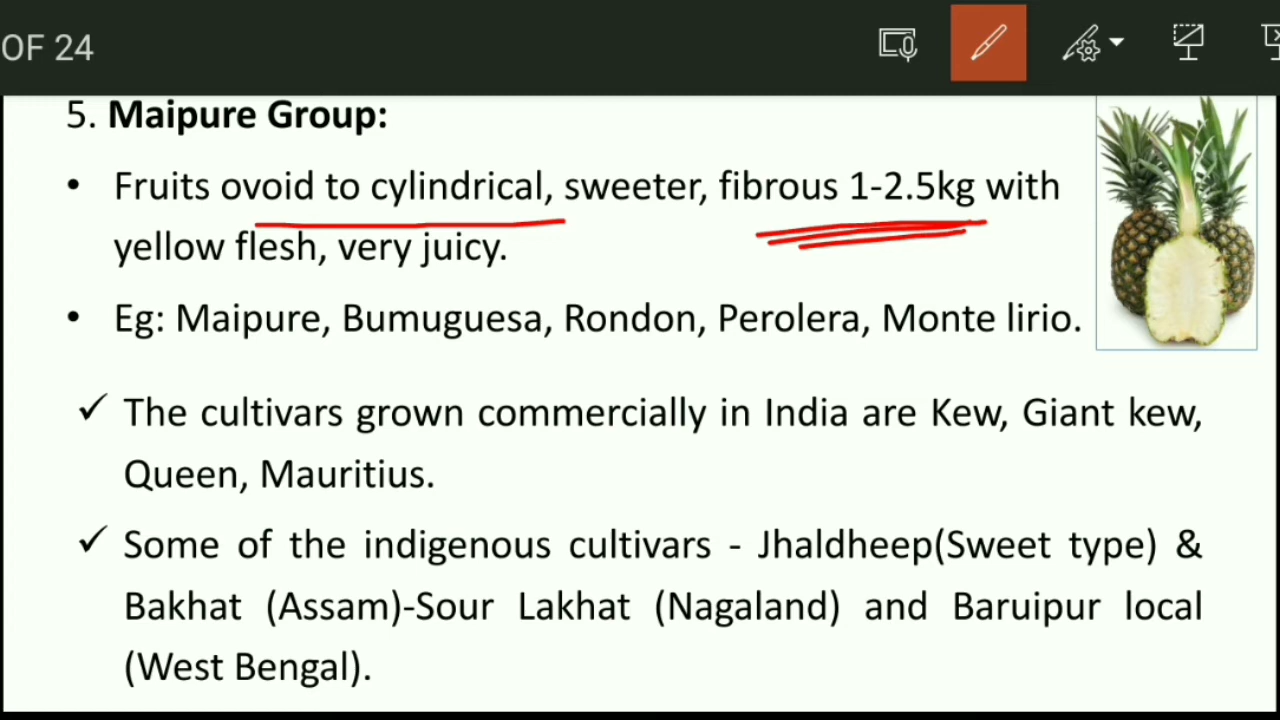 OF 24
5. Maipure Group:
• Fruits ovoid to cylindrical, sweeter, fibrous 1-2.5kg with
yellow flesh, very juicy.
• Eg: Maipure, Bumuguesa, Rondon, Perolera, Monte lirio.
✓ The cultivars grown commercially in India are Kew, Giant kew,
Queen, Mauritius.
✓ Some of the indigenous cultivars - Jhaldheep(Sweet type) &
Bakhat (Assam)-Sour Lakhat (Nagaland) and Baruipur local
(West Bengal).